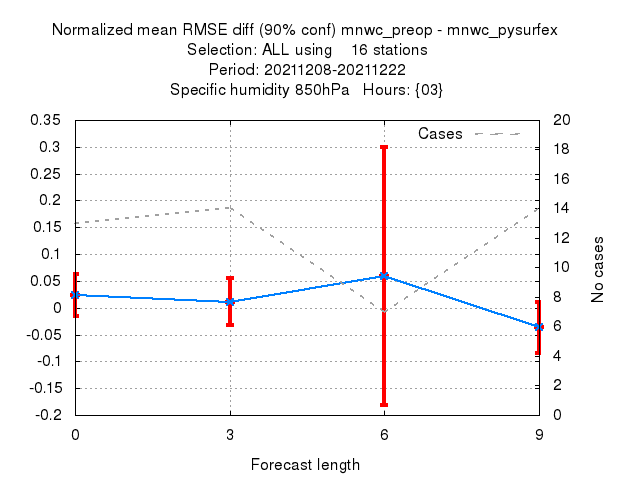 Normalized mean RMSE diff (90% conf) mnwc_preop - mnwc_pysurfex
Selection: ALL using 16 stations
Period: 20211208-20211222
Specific humidity 850hPa Hours: {03}
Cases
0.35
0.3
0.25
0.2
0.15
0.1
0.05
0
-0.05
-0.1
-0.15
-0.2
20
18
16
14
12
10
8
6
4
2
0
No cases
0 3 6 9
Forecast length